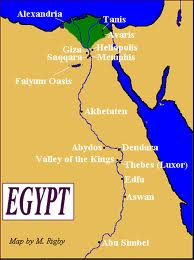 Alexandria
Tanis
Avaris
Giza
Heliopolis
Saqqara
Memphis
Faiyum Oasis
Akhetaten
Abydos
Dendara
Valley of the Kings
Thebes (Luxor)
Edfu
Aswan
EGYPT
Abu Simbel
Map by M. Rigby